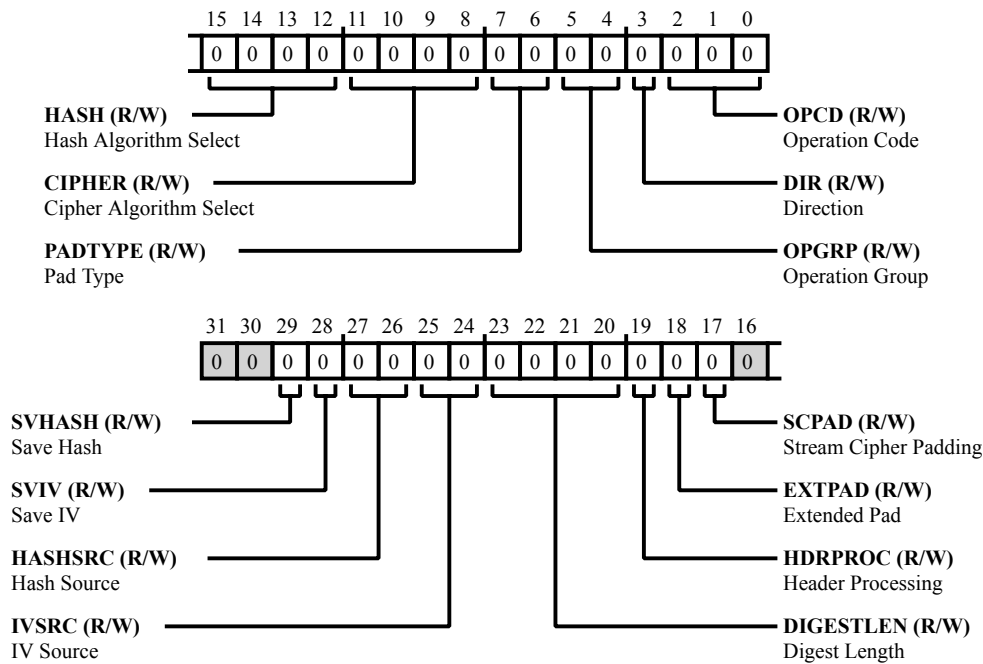 15 14 13 12 11 10 9 8 7 6 5 4 3 2 1 0
0 0 0 0 0 0 0 0 0 0 0 0 0 0 0 0
HASH (R/W) OPCD (R/W)
Hash Algorithm Select Operation Code
CIPHER (R/W) DIR (R/W)
Cipher Algorithm Select Direction
PADTYPE (R/W) OPGRP (R/W)
Pad Type Operation Group
31 30 29 28 27 26 25 24 23 22 21 20 19 18 17 16
0 0 0 0 0 0 0 0 0 0 0 0 0 0 0 0
SVHASH (R/W) SCPAD (R/W)
Save Hash Stream Cipher Padding
SVIV (R/W) EXTPAD (R/W)
Save IV Extended Pad
HASHSRC (R/W) HDRPROC (R/W)
Hash Source Header Processing
IVSRC (R/W) DIGESTLEN (R/W)
IV Source Digest Length